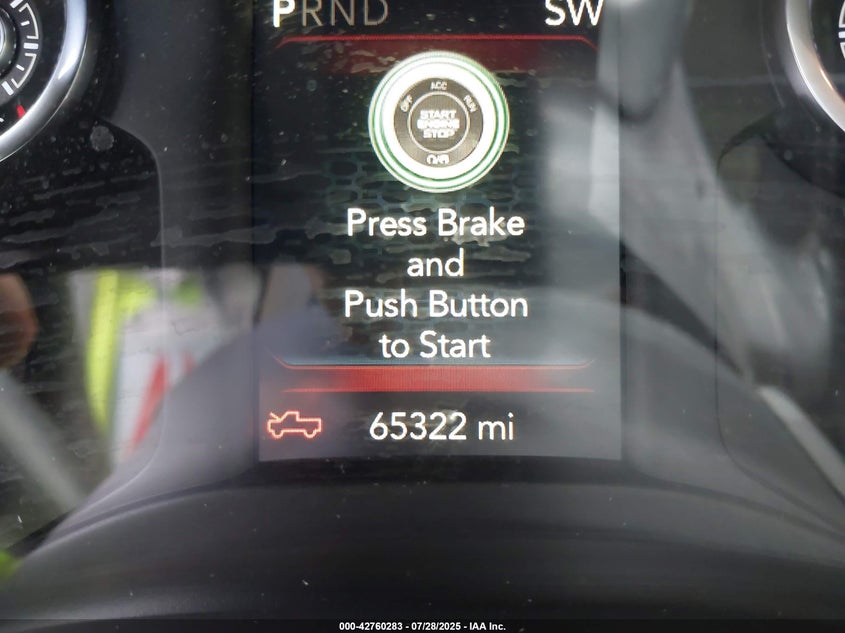 PRND SW
OFF ACC RUN
START
ENGINE
STOP
Press Brake
and
Push Button
to Start
65322 mi
000-42760283 - 07/28/2025 - IAA Inc.